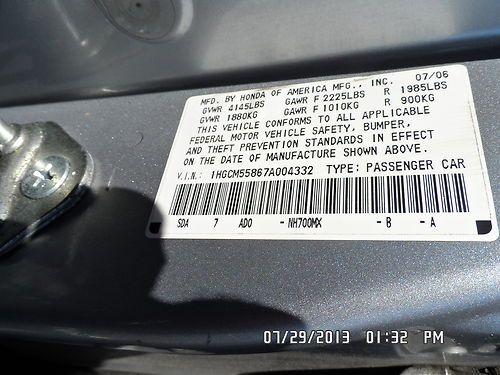 MFD. BY HONDA OF AMERICA MFG., INC. 07/06
GVWR 4145LBS GAWR F 2225LBS R 1985LBS
GVWR 1880KG GAWR F 1010KG R 900KG
THIS VEHICLE CONFORMS TO ALL APPLICABLE
FEDERAL MOTOR VEHICLE SAFETY, BUMPER,
AND THEFT PREVENTION STANDARDS IN EFFECT
ON THE DATE OF MANUFACTURE SHOWN ABOVE.
V.I.N.: 1HGCM55867A004332 TYPE: PASSENGER CAR
SDA 7 AD0 -NH700MX -B -A
07/29/2013 01:32 PM